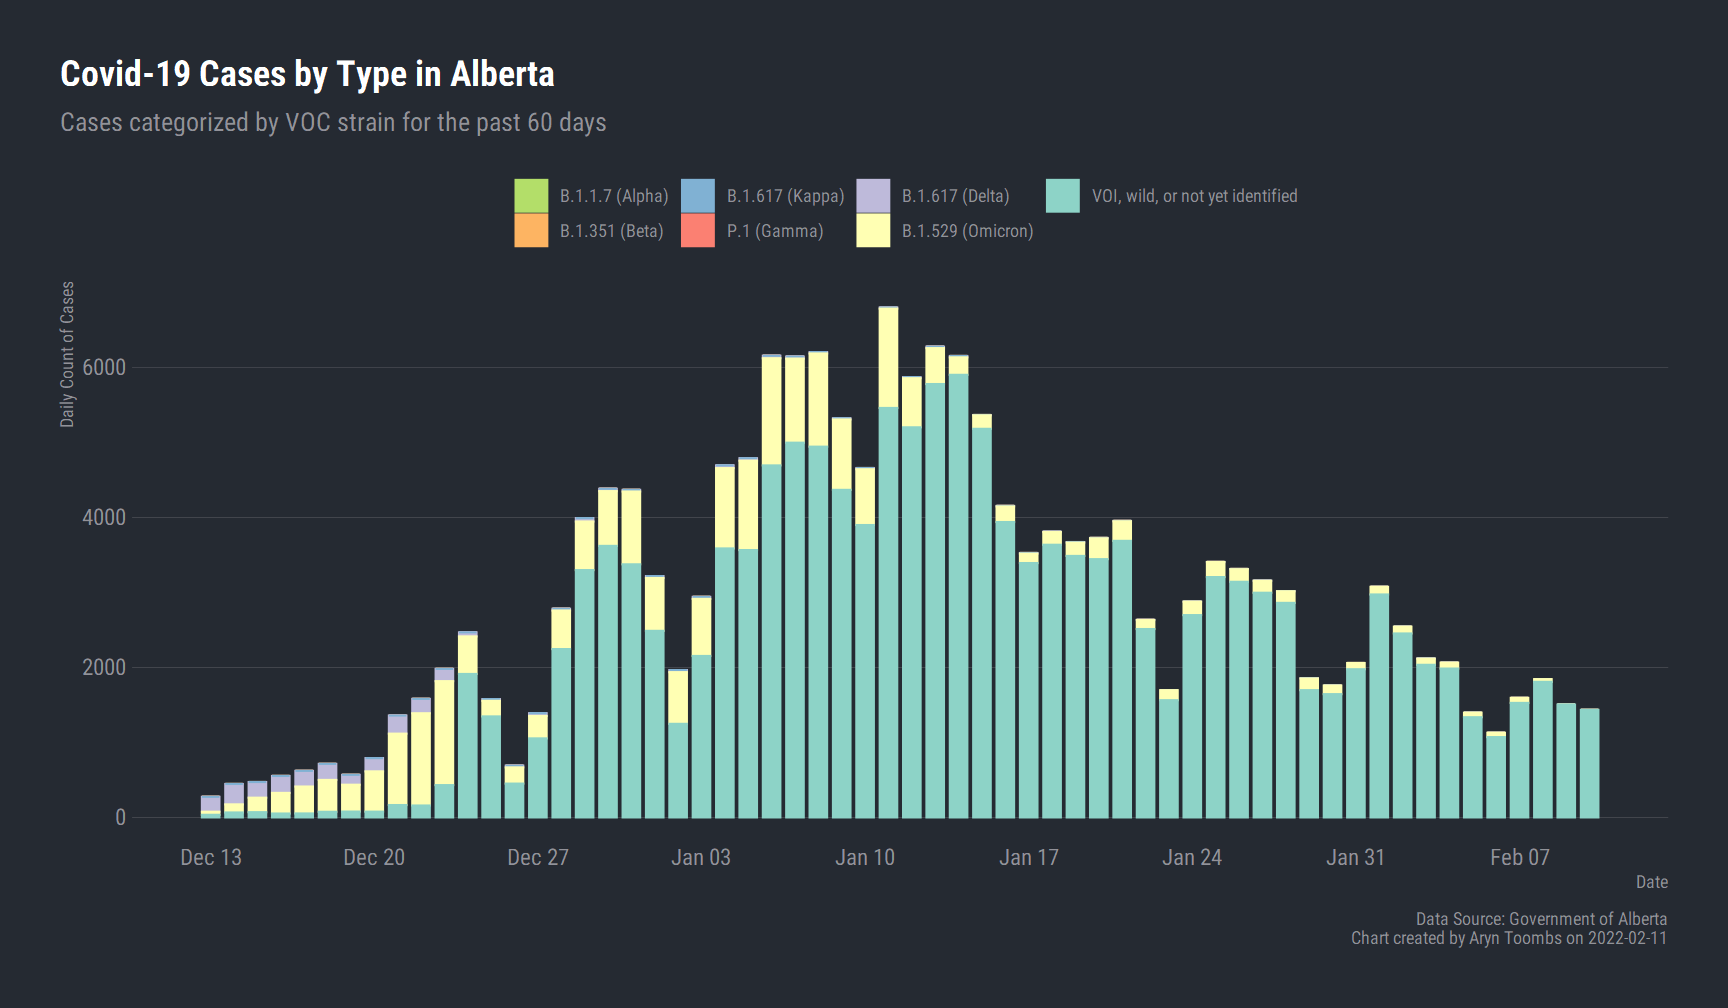 Covid-19 Cases by Type in Alberta
Cases categorized by VOC strain for the past 60 days
B.1.1.7 (Alpha) B.1.617 (Kappa) B.1.617 (Delta) VOI, wild, or not yet identified
B.1.351 (Beta) P.1 (Gamma) B.1.529 (Omicron)
Daily Count of Cases
6000
4000
2000
0
Dec 13 Dec 20 Dec 27 Jan 03 Jan 10 Jan 17 Jan 24 Jan 31 Feb 07
Date
Data Source: Government of Alberta
Chart created by Aryn Toombs on 2022-02-11